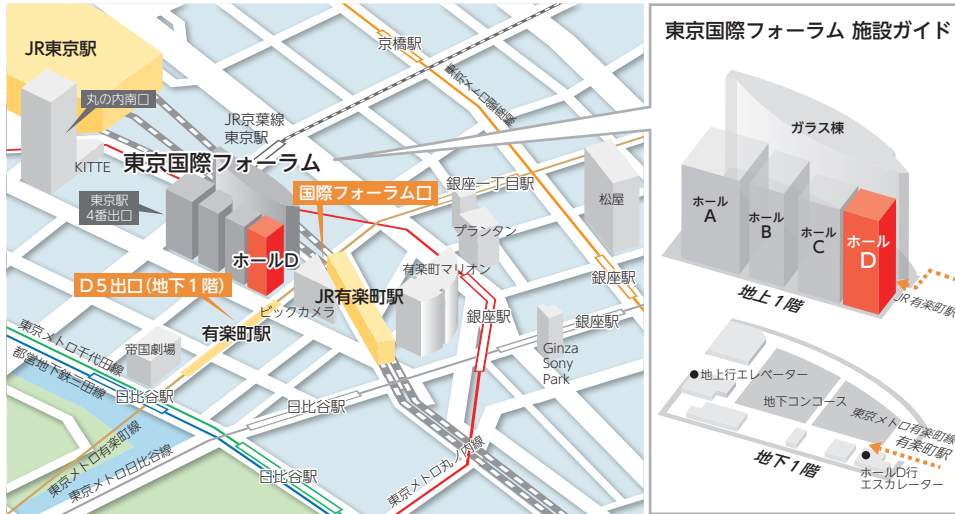 JR東京駅
丸の内南口
KITTE
JR京葉線
東京駅
京橋駅
東京メトロ銀座線
東京国際フォーラム
東京駅
4番出口
国際フォーラム口
銀座一丁目駅
松屋
プランタン
ホールD
有楽町マリオン
D5出口(地下1階)
ビックカメラ
JR有楽町駅
有楽町駅
銀座駅
銀座駅
銀座駅
帝国劇場
Ginza
Sony
Park
東京メトロ千代田線
都営地下鉄三田線
日比谷駅
日比谷駅
日比谷駅
東京メトロ有楽町線
東京メトロ日比谷線
東京メトロ丸ノ内線
東京国際フォーラム 施設ガイド
ガラス棟
ホール
A
ホール
B
ホール
C
ホール
D
地上1階
JR有楽町駅
地上行エレベーター
地下コンコース
東京メトロ有楽町線
有楽町駅
地下1階
ホールD行
エスカレーター